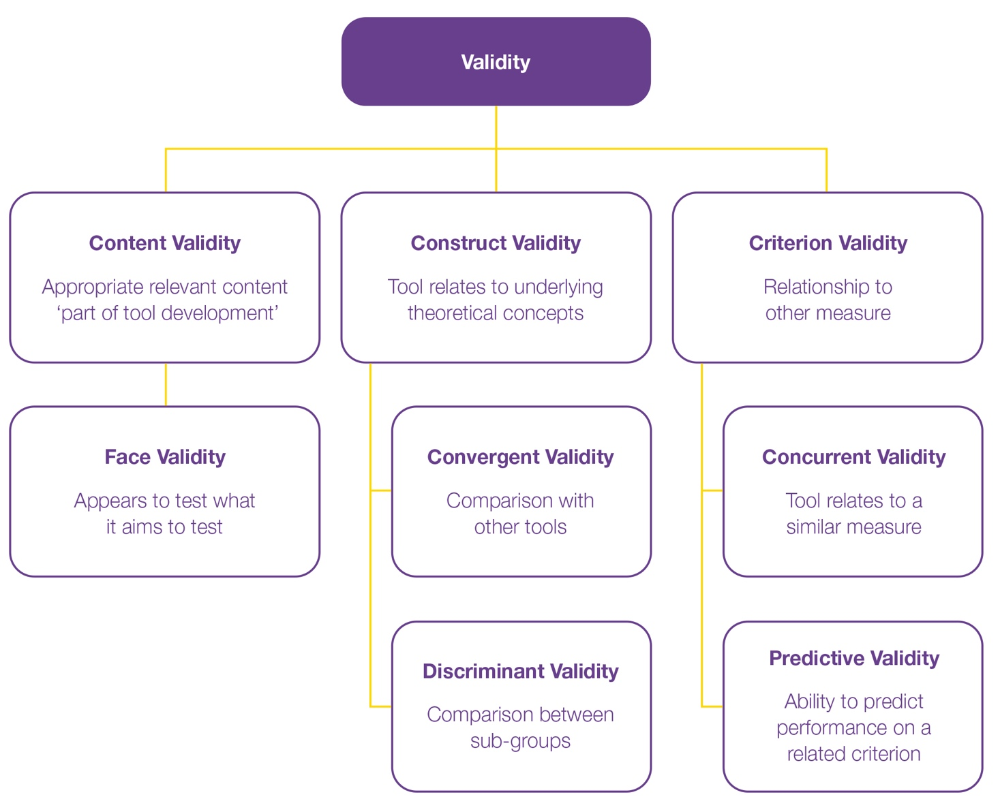 Validity
Content Validity
Appropriate relevant content
‘part of tool development’
Construct Validity
Tool relates to underlying
theoretical concepts
Criterion Validity
Relationship to
other measure
Face Validity
Appears to test what
it aims to test
Convergent Validity
Comparison with
other tools
Concurrent Validity
Tool relates to a
similar measure
Discriminant Validity
Comparison between
sub-groups
Predictive Validity
Ability to predict
performance on a
related criterion